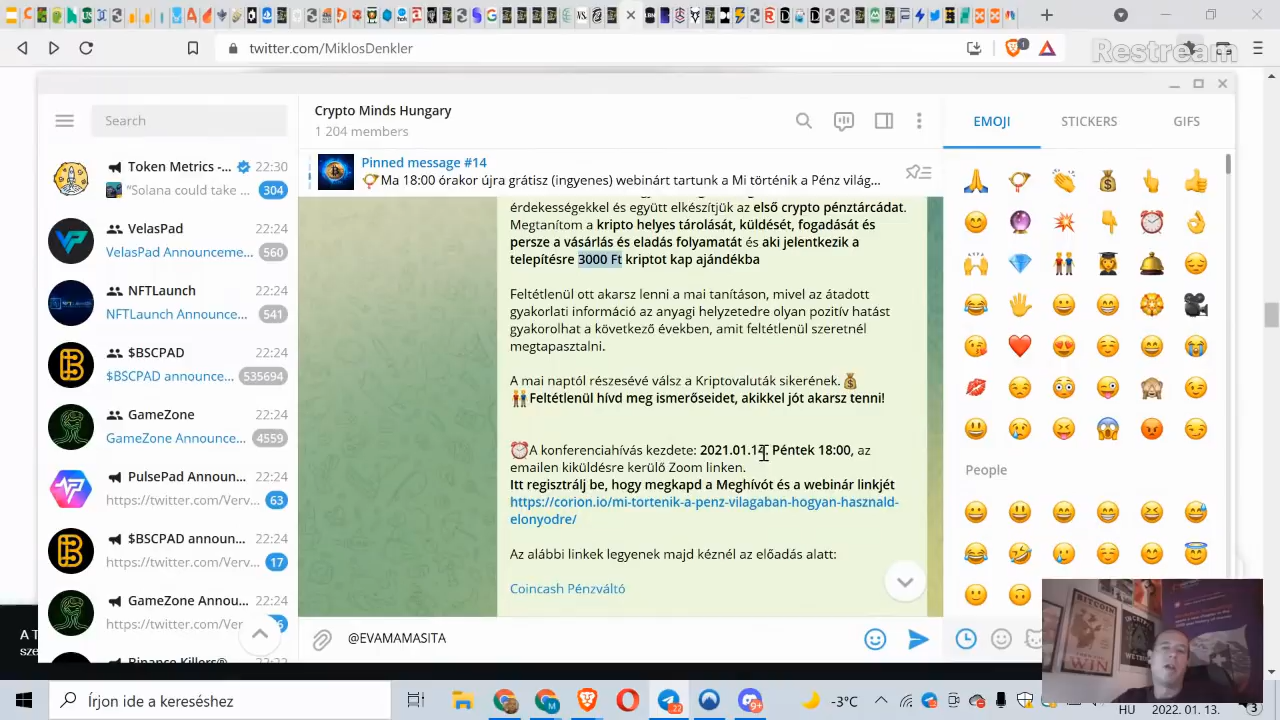 twitter.com/MiklosDenkler
Restream
Search
Token Metrics -... 22:30
"Solana could take ... 304
VelasPad 22:24
VelasPad Announceme... 560
NFTLaunch 22:24
NFTLaunch Announce... 541
$BSCPAD 22:24
$BSCPAD announce... 535694
GameZone 22:24
GameZone Announce... 4559
PulsePad Announ... 22:24
https://twitter.com/Verv... 63
$BSCPAD announ... 22:24
https://twitter.com/Verv... 17
GameZone Annou... 22:24
https://twitter.com/Ver
Binance Killers®
Crypto Minds Hungary
1 204 members
Pinned message #14
Ma 18:00 órakor újra grátisz (ingyenes) webinárt tartunk a Mi történik a Pénz világ...
érdekességekkel és együtt elkészítjük az első crypto pénztárcádat.
Megtanítom a kripto helyes tárolását, küldését, fogadását és
persze a vásárlás és eladás folyamatát és aki jelentkezik a
telepítésre 3000 Ft kriptot kap ajándékba
Feltétlenül ott akarsz lenni a mai tanításon, mivel az átadott
gyakorlati információ az anyagi helyzetedre olyan pozitív hatást
gyakorolhat a következő években, amit feltétlenül szeretnél
megtapasztalni.
A mai naptól részesévé válsz a Kriptovaluták sikerének.💰
👬Feltétlenül hívd meg ismerőseidet, akikkel jót akarsz tenni!
⏰A konferenciahívás kezdete: 2021.01.14. Péntek 18:00, az
emailen kiküldésre kerülő Zoom linken.
Itt regisztrálj be, hogy megkapd a Meghívót és a webinár linkjét
https://corion.io/mi-tortenik-a-penz-vilagaban-hogyan-hasznald-
elonyodre/
Az alábbi linkek legyenek majd kéznél az előadás alatt:
Coincash Pénzváltó
@EVAMAMASITA
EMOJI STICKERS GIFS
People
BITCOIN
WIN
A T
sze
Írjon ide a kereséshez
22
9+
-3°C
HU
2022. 01. 13.
3